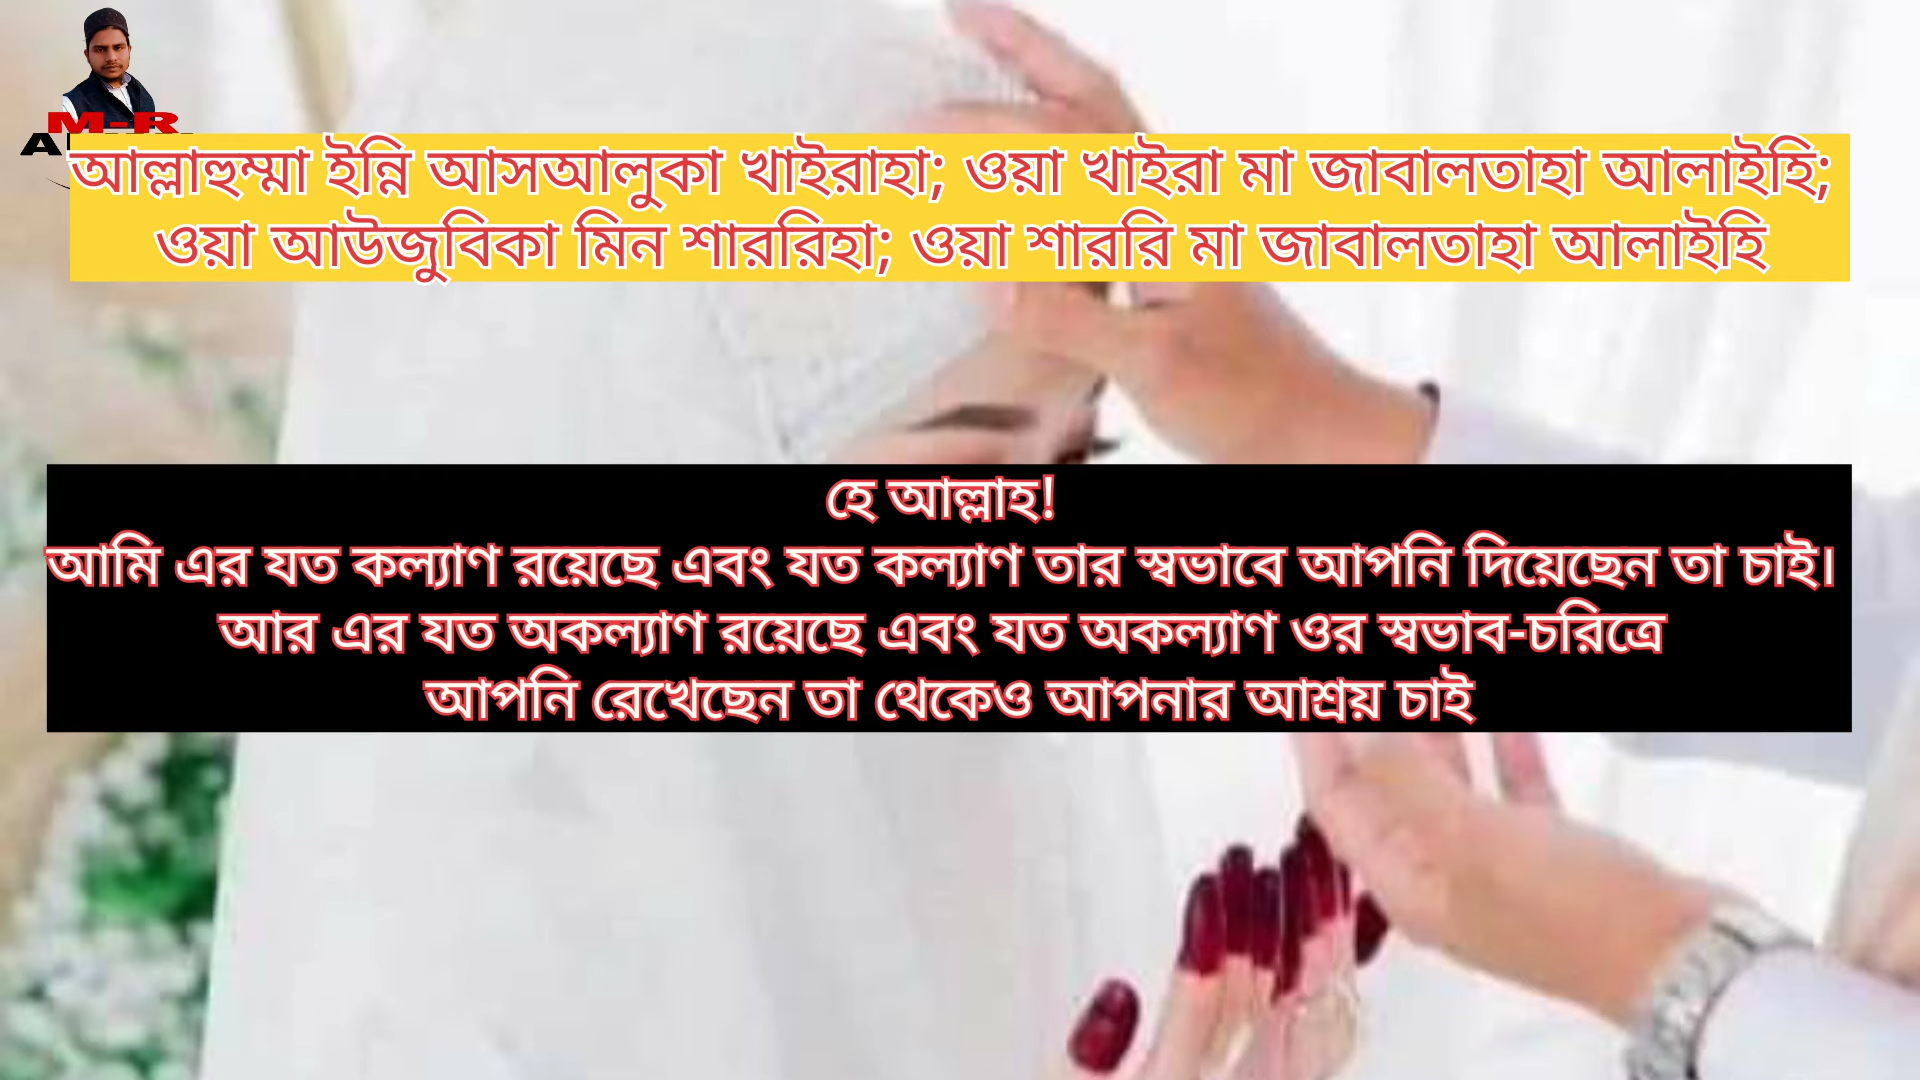 M-R
আল্লাহুম্মা ইন্নি আসআলুকা খাইরাহা; ওয়া খাইরা মা জাবালতাহা আলাইহি;
ওয়া আউজুবিকা মিন শাররিহা; ওয়া শাররি মা জাবালতাহা আলাইহি
হে আল্লাহ!
আমি এর যত কল্যাণ রয়েছে এবং যত কল্যাণ তার স্বভাবে আপনি দিয়েছেন তা চাই।
আর এর যত অকল্যাণ রয়েছে এবং যত অকল্যাণ ওর স্বভাব-চরিত্রে
আপনি রেখেছেন তা থেকেও আপনার আশ্রয় চাই